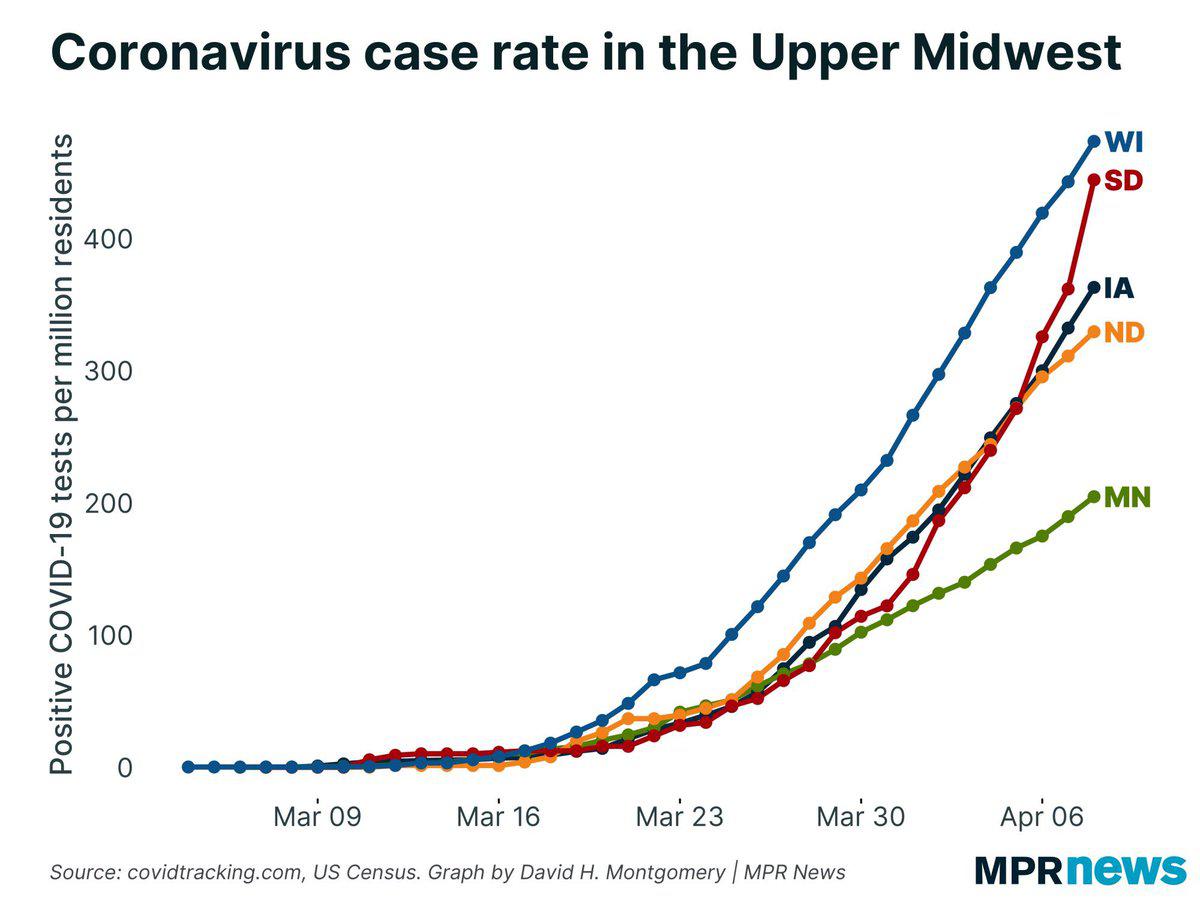 Coronavirus case rate in the Upper Midwest
Positive COVID-19 tests per million residents
WI
SD
400
IA
300
ND
200
MN
100
0
Mar 09 Mar 16 Mar 23 Mar 30 Apr 06
Source: covidtracking.com, US Census. Graph by David H. Montgomery | MPR News
MPRnews